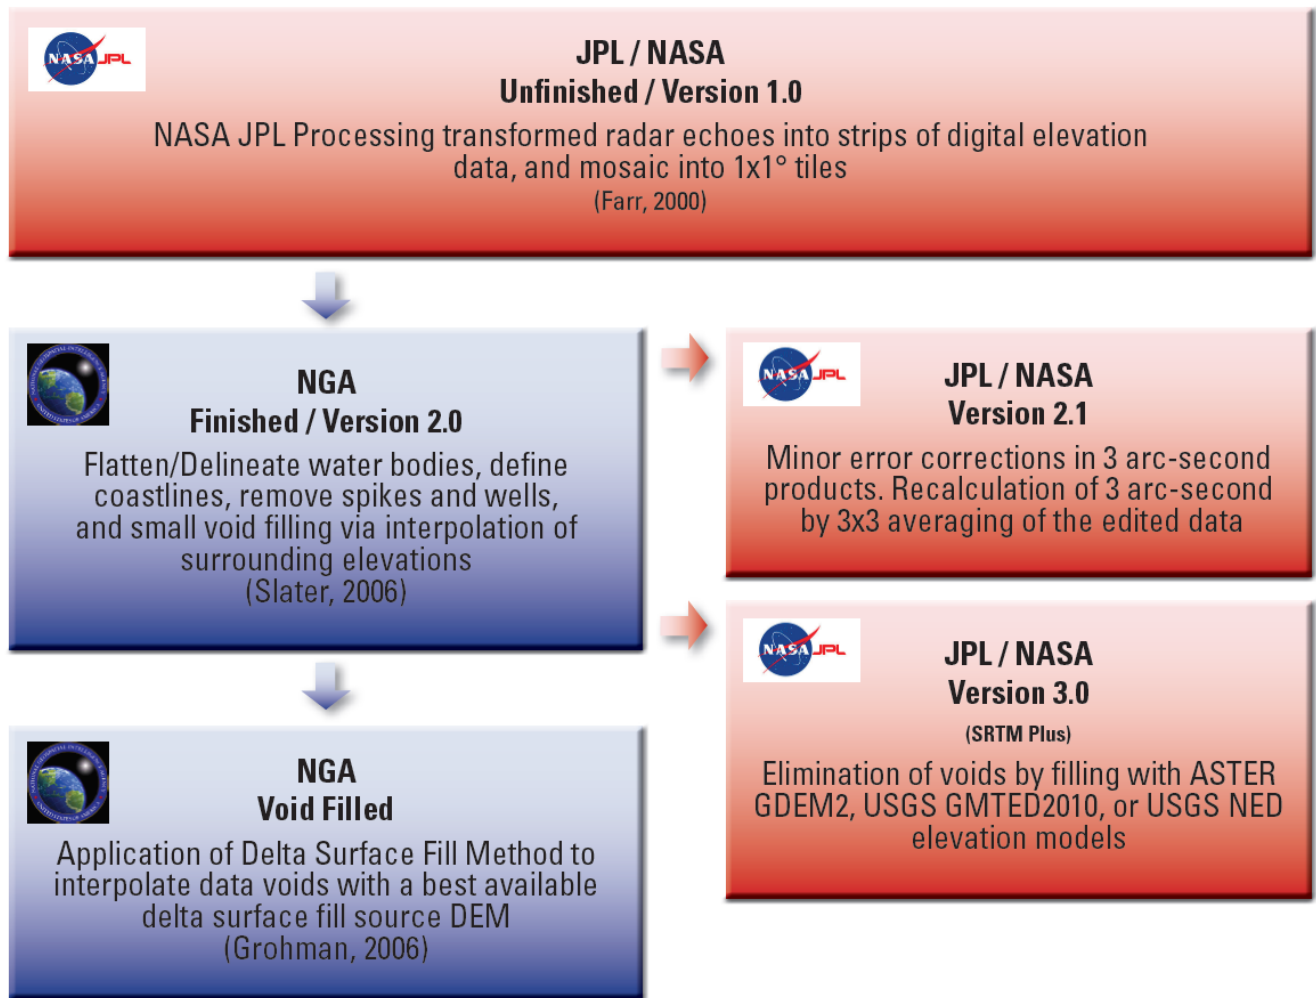 NASA JPL
JPL / NASA
Unfinished / Version 1.0
NASA JPL Processing transformed radar echoes into strips of digital elevation
data, and mosaic into 1x1° tiles
(Farr, 2000)
NGA
Finished / Version 2.0
Flatten/Delineate water bodies, define
coastlines, remove spikes and wells,
and small void filling via interpolation of
surrounding elevations
(Slater, 2006)
NASA JPL
JPL / NASA
Version 2.1
Minor error corrections in 3 arc-second
products. Recalculation of 3 arc-second
by 3x3 averaging of the edited data
NASA JPL
JPL / NASA
Version 3.0
(SRTM Plus)
Elimination of voids by filling with ASTER
GDEM2, USGS GMTED2010, or USGS NED
elevation models
NGA
Void Filled
Application of Delta Surface Fill Method to
interpolate data voids with a best available
delta surface fill source DEM
(Grohman, 2006)